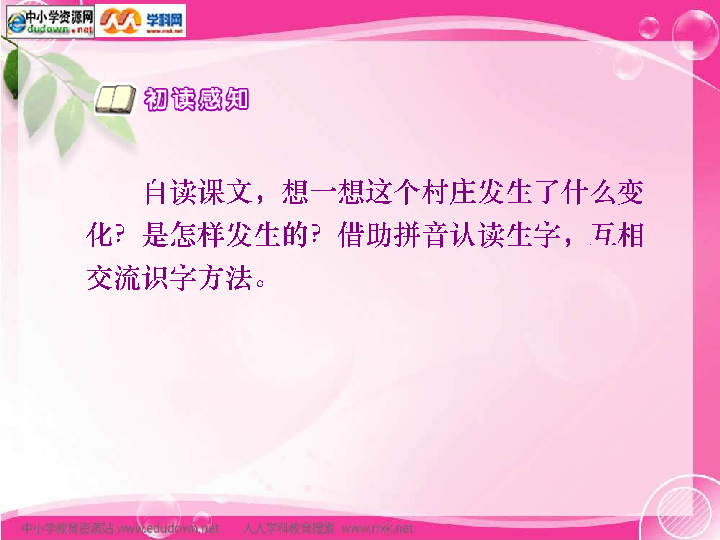 中小学资源网
dudown.net
学科网
www.nxk.net
初读感知
自读课文，想一想这个村庄发生了什么变
化？是怎样发生的？借助拼音认读生字，互相
交流识字方法。
中小学教育资源站 www.edudown.net 人人学科教育搜索 www.nxk.net